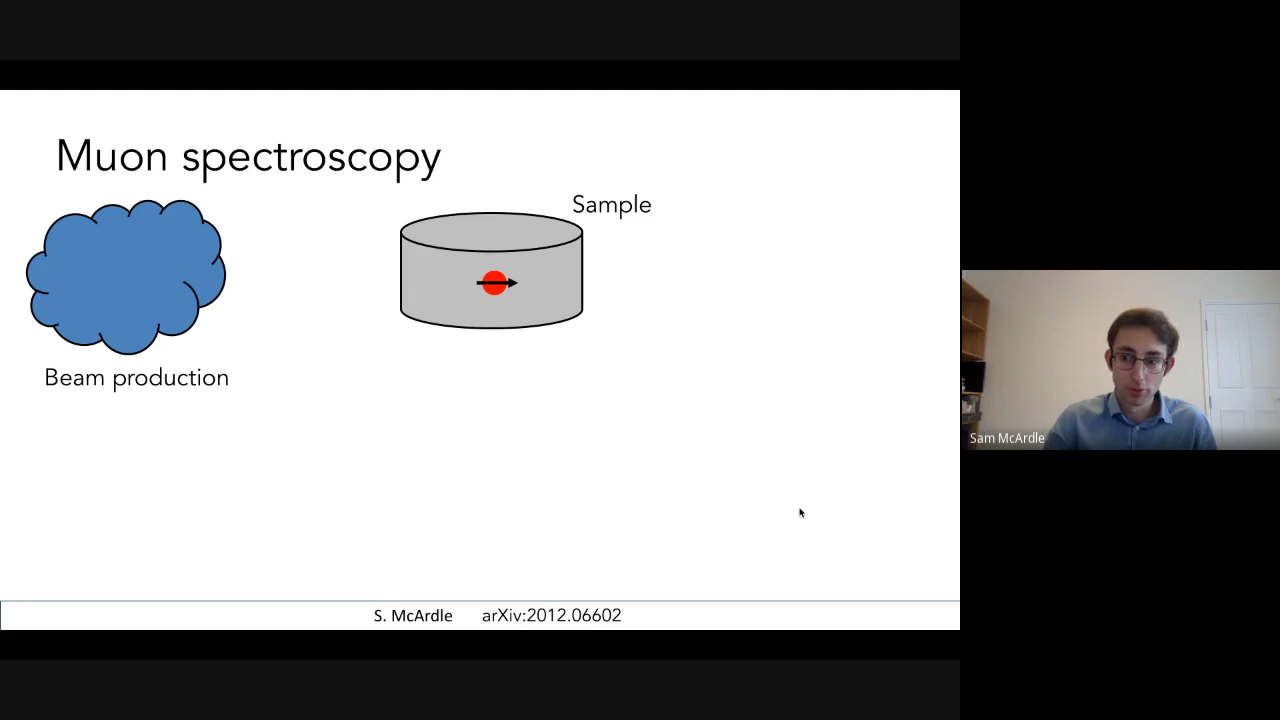 Muon spectroscopy
Sample
Beam production
Sam McArdle
S. McArdle arXiv:2012.06602